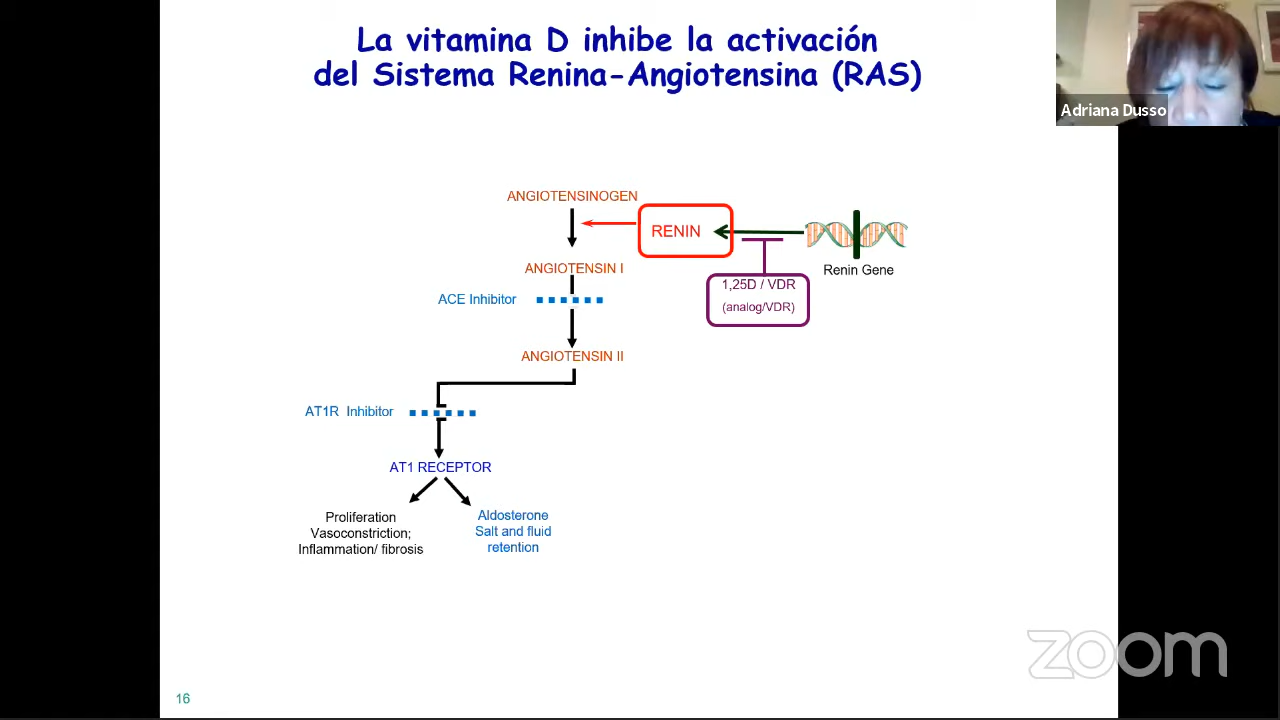 La vitamina D inhibe la activación
del Sistema Renina-Angiotensina (RAS)
Adriana Dusso
ANGIOTENSINOGEN
RENIN
Renin Gene
ANGIOTENSIN I
1,25D / VDR
(analog/VDR)
ACE Inhibitor
ANGIOTENSIN II
AT1R Inhibitor
AT1 RECEPTOR
Proliferation
Vasoconstriction;
Inflammation/ fibrosis
Aldosterone
Salt and fluid
retention
zoom
16